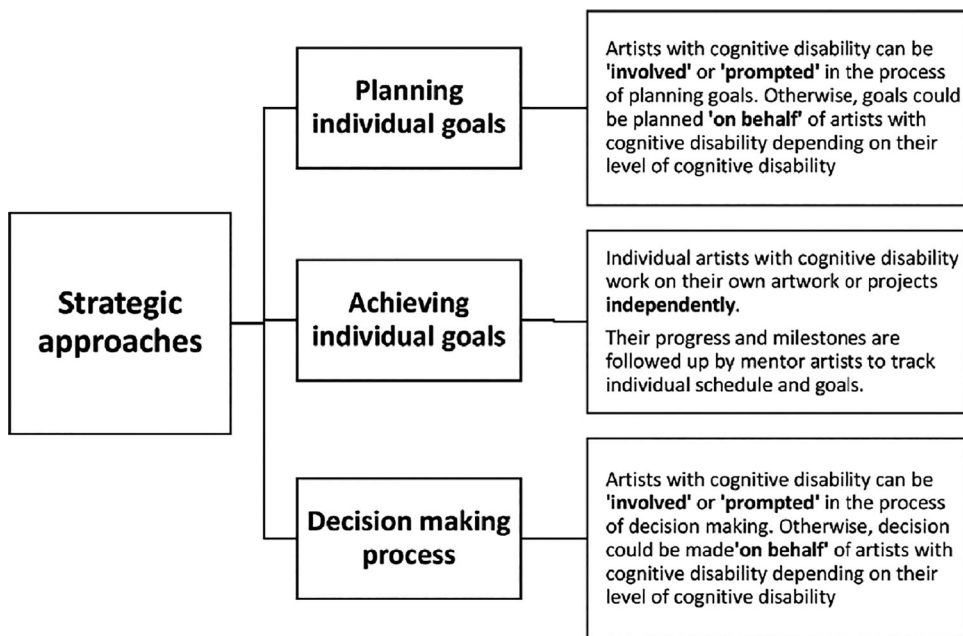 Strategic
approaches
Planning
individual goals
Artists with cognitive disability can be
'involved' or 'prompted' in the process
of planning goals. Otherwise, goals could
be planned 'on behalf' of artists with
cognitive disability depending on their
level of cognitive disability
Achieving
individual goals
Individual artists with cognitive disability
work on their own artwork or projects
independently.
Their progress and milestones are
followed up by mentor artists to track
individual schedule and goals.
Decision making
process
Artists with cognitive disability can be
'involved' or 'prompted' in the process
of decision making. Otherwise, decision
could be made'on behalf' of artists with
cognitive disability depending on their
level of cognitive disability